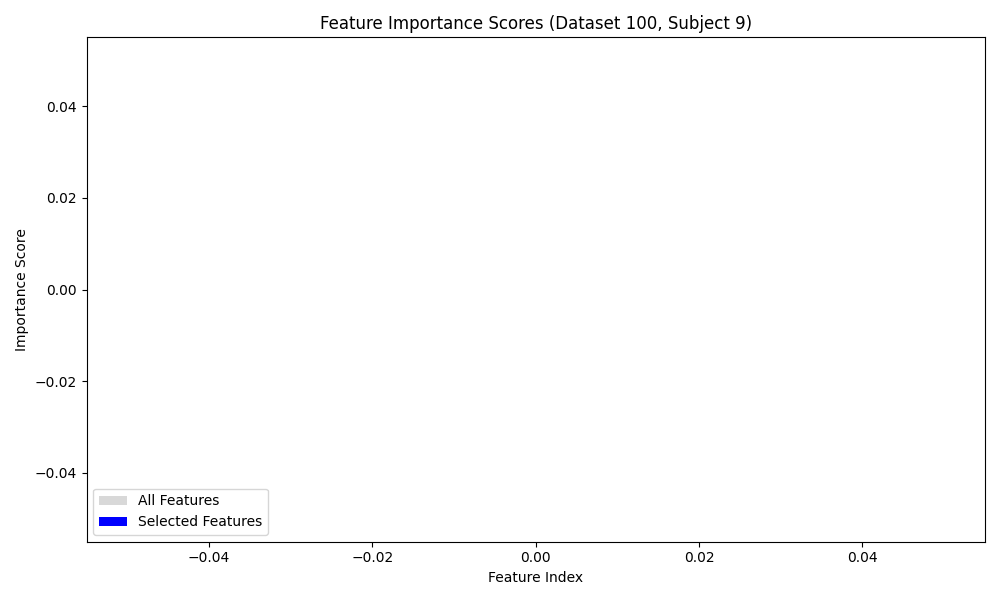 Feature Importance Scores (Dataset 100, Subject 9)
Importance Score
0.04
0.02
0.00
−0.02
−0.04
All Features
Selected Features
−0.04
−0.02
0.00
0.02
0.04
Feature Index